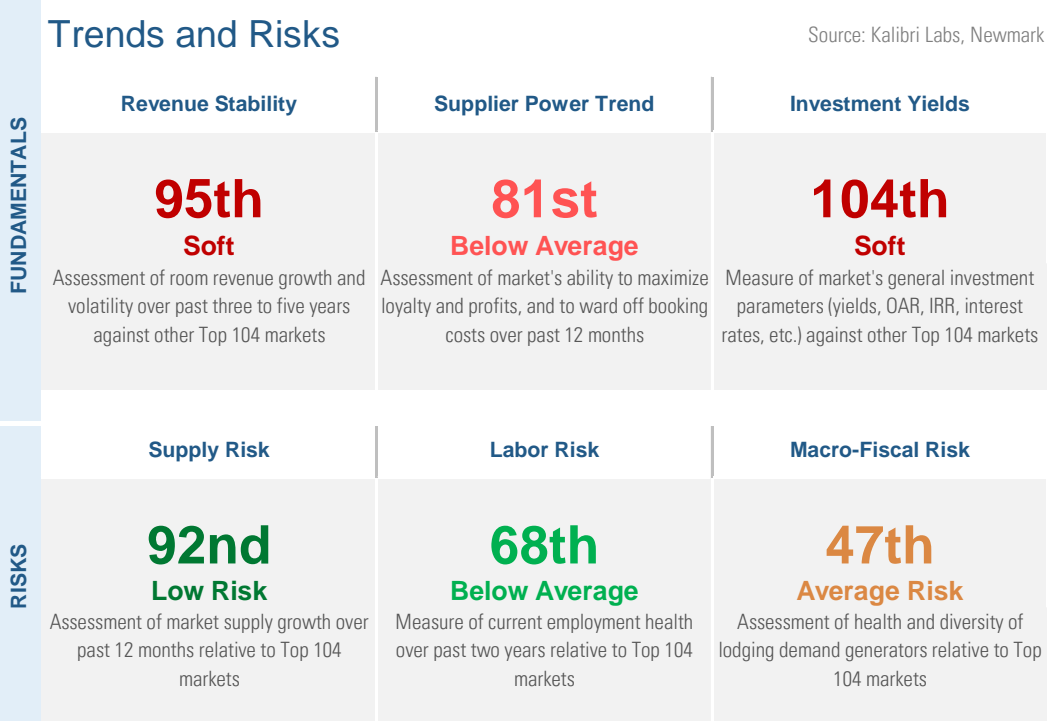 Trends and Risks
Source: Kalibri Labs, Newmark
FUNDAMENTALS
Revenue Stability
95th
Soft
Assessment of room revenue growth and
volatility over past three to five years
against other Top 104 markets
Supplier Power Trend
81st
Below Average
Assessment of market's ability to maximize
loyalty and profits, and to ward off booking
costs over past 12 months
Investment Yields
104th
Soft
Measure of market's general investment
parameters (yields, OAR, IRR, interest
rates, etc.) against other Top 104 markets
RISKS
Supply Risk
92nd
Low Risk
Assessment of market supply growth over
past 12 months relative to Top 104
markets
Labor Risk
68th
Below Average
Measure of current employment health
over past two years relative to Top 104
markets
Macro-Fiscal Risk
47th
Average Risk
Assessment of health and diversity of
lodging demand generators relative to Top
104 markets